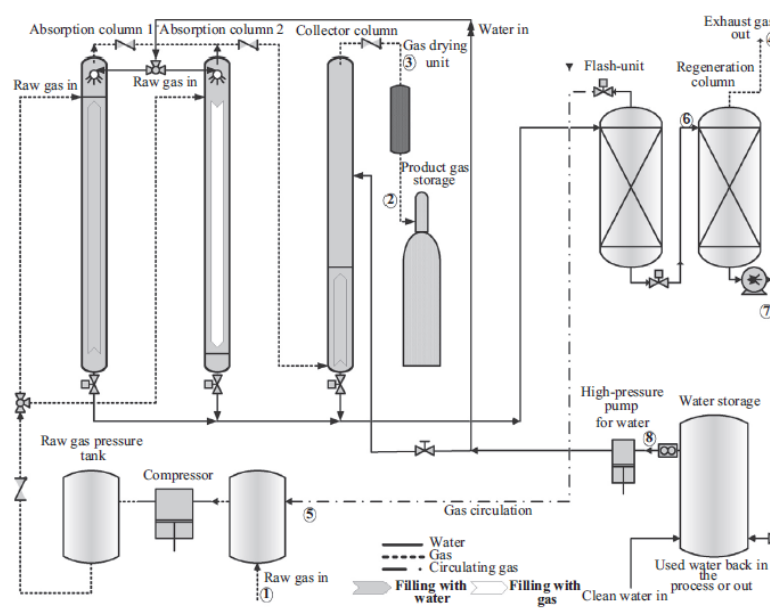 Absorption column 1
Absorption column 2
Collector column
Water in
Exhaust gas
out
Gas drying
unit
3
Flash-unit
Regeneration
column
Raw gas in
Raw gas in
6
Product gas
storage
2
7
High-pressure
pump
for water
Water storage
8
Raw gas pressure
tank
Compressor
5
Gas circulation
Water
Gas
Circulating gas
Raw gas in
1
Filling with
water
Filling with
gas
Used water back in
the
process or out
Clean water in